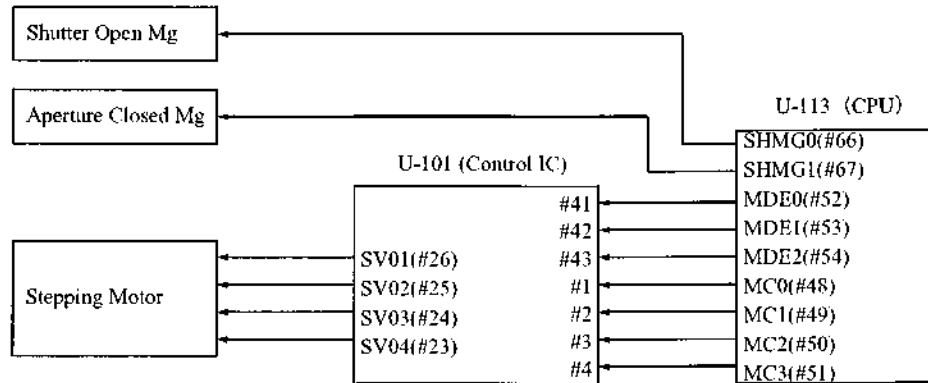 Shutter Open Mg
Aperture Closed Mg
U-113 (CPU)
SHMG0(#66)
SHMG1(#67)
MDE0(#52)
MDE1(#53)
MDE2(#54)
MC0(#48)
MC1(#49)
MC2(#50)
MC3(#51)
U-101 (Control IC)
#41
#42
#43
#1
#2
#3
#4
SV01(#26)
SV02(#25)
SV03(#24)
SV04(#23)
Stepping Motor